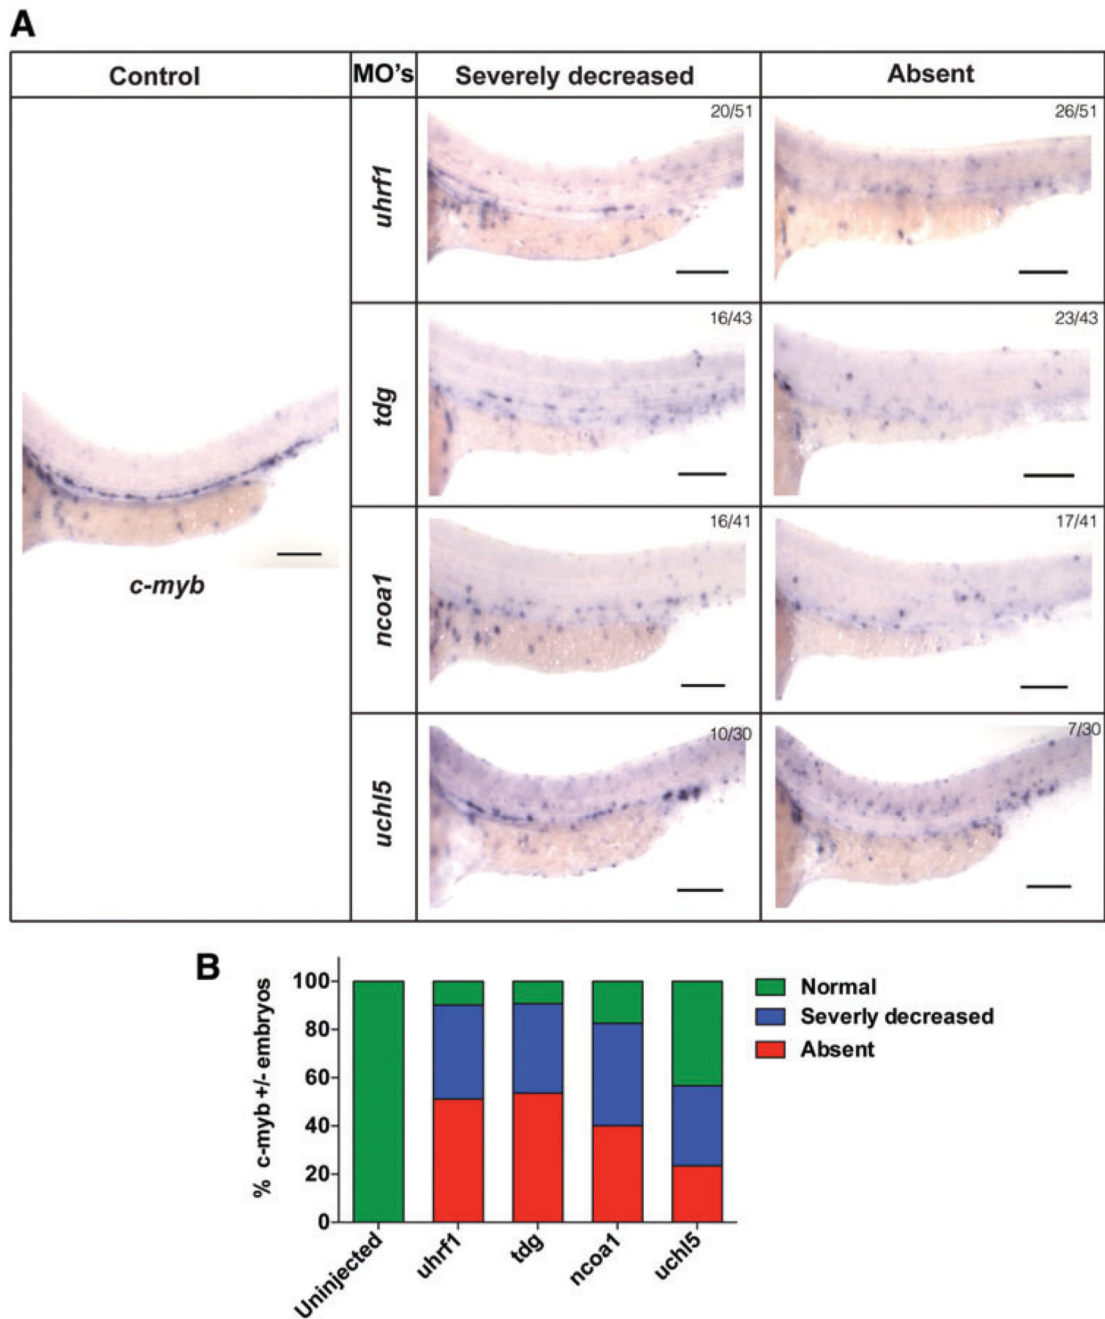 A
Control
MO's
Severely decreased
Absent
uhrf1
20/51
26/51
tdg
16/43
23/43
c-myb
ncoa1
16/41
17/41
uchl5
10/30
7/30
B
% c-myb +/- embryos
100
80
60
40
20
0
Uninjected
uhrf1
tdg
ncoa1
uchl5
Normal
Severly decreased
Absent